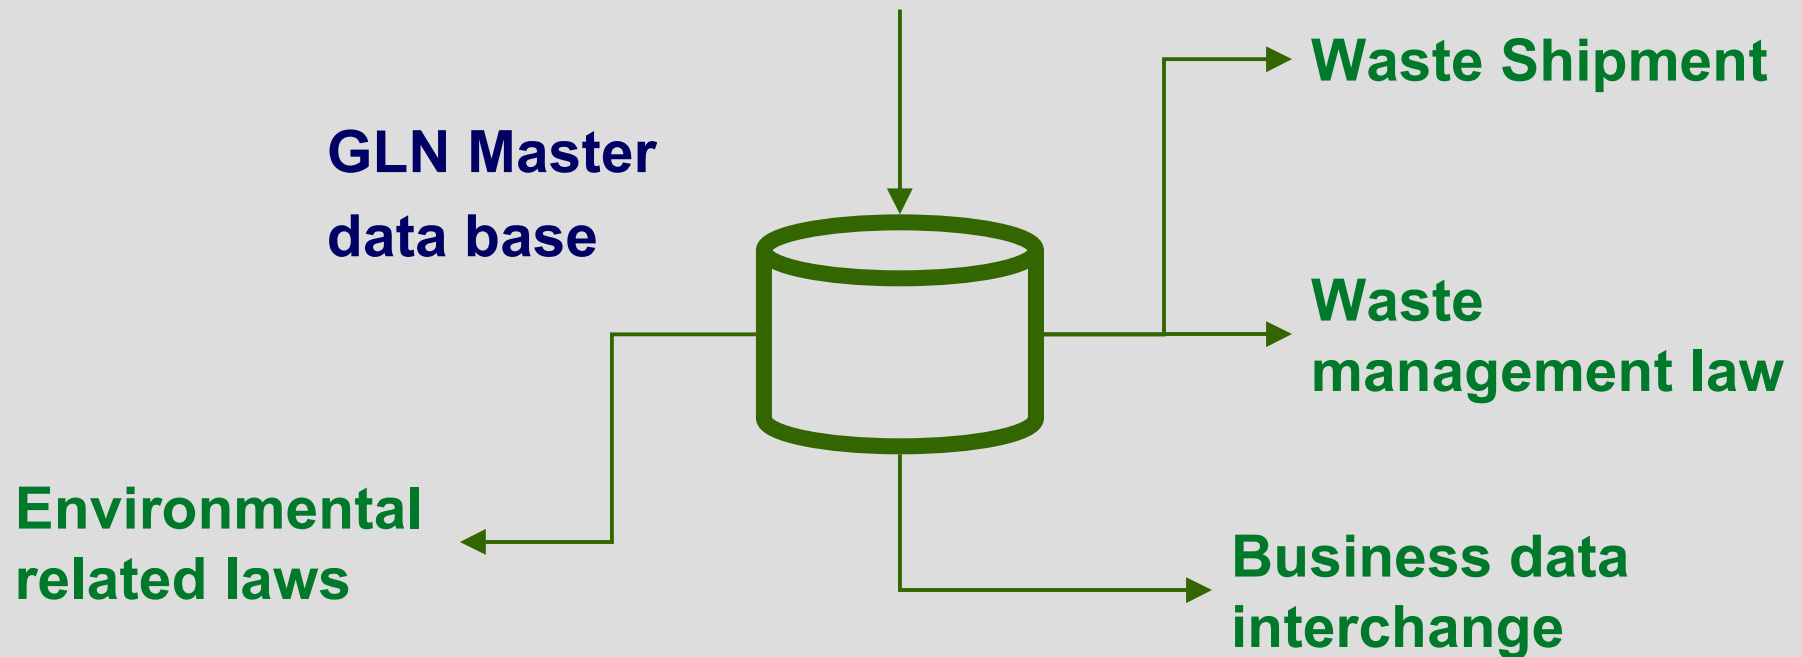 Waste Shipment
GLN Master
data base
Waste
management law
Environmental
related laws
Business data
interchange